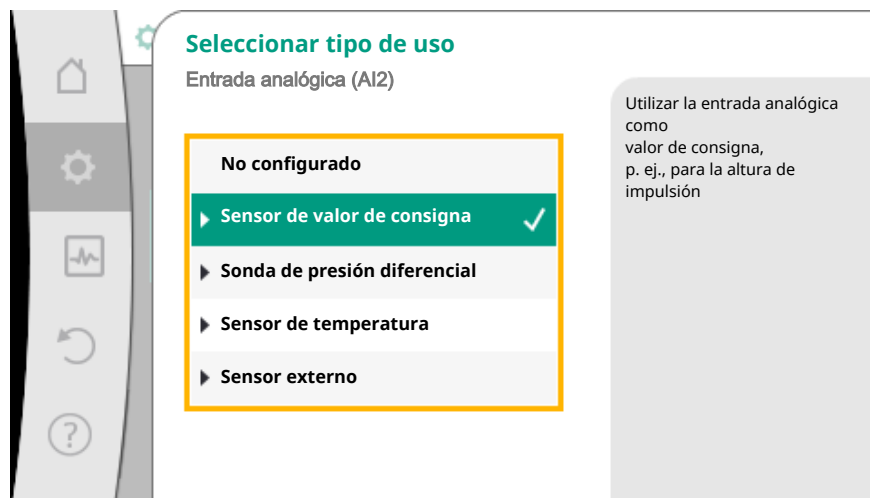 Seleccionar tipo de uso
Entrada analógica (AI2)
No configurado
Sensor de valor de consigna
Sonda de presión diferencial
Sensor de temperatura
Sensor externo
Utilizar la entrada analógica
como
valor de consigna,
p. ej., para la altura de
impulsión
?